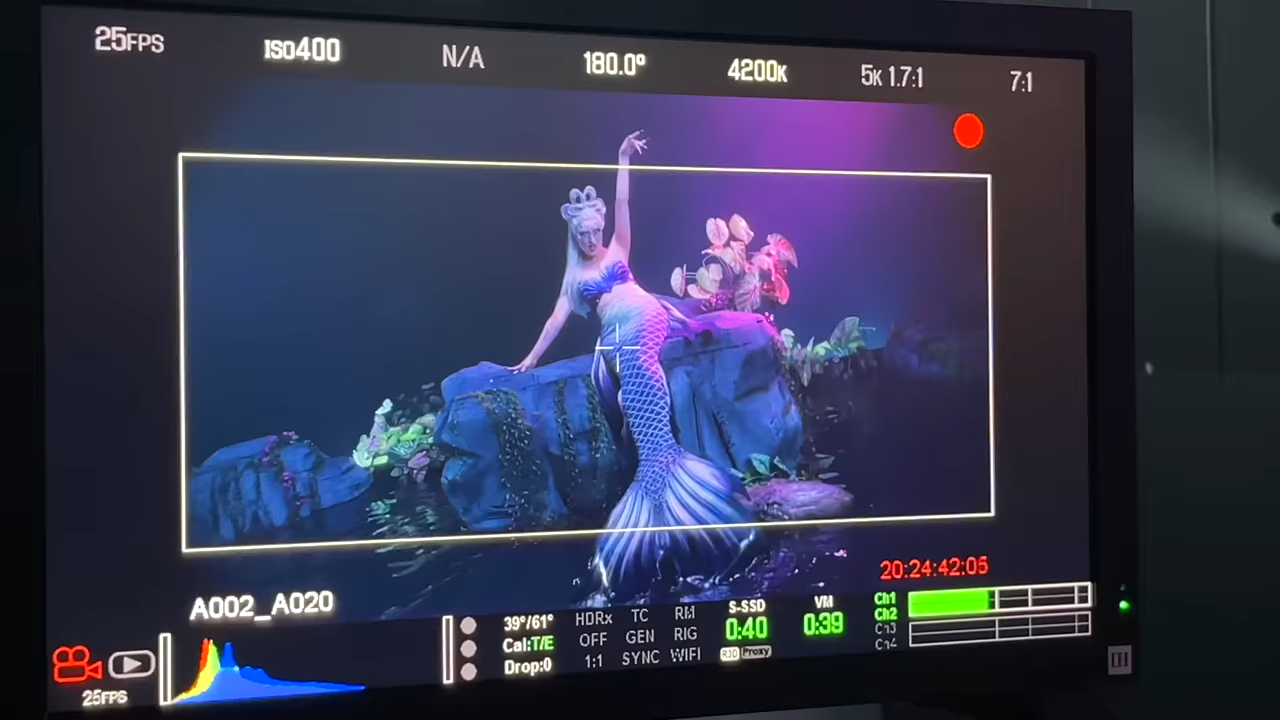 25FPS ISO400 N/A 180.0° 4200K 5K 1.7:1 7:1
20:24:42:05
A002_A020
39°/61° HDRx TC RM S-SSD VM Ch1
Cal:T/E OFF GEN RIG 0:40 0:39 Ch2
Drop:0 1:1 SYNC WIFI R3D Proxy Ch3
Ch4
25FPS